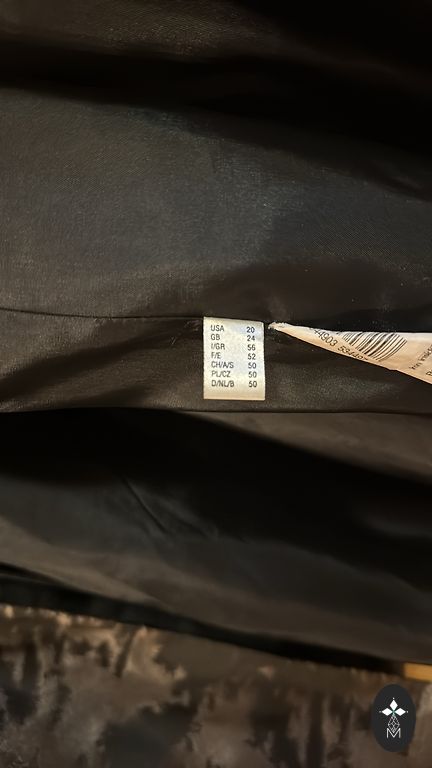 USA 20
GB 24
I/GR 56
F/E 52
CH/A/S 50
PL/CZ 50
D/NL/B 50
M